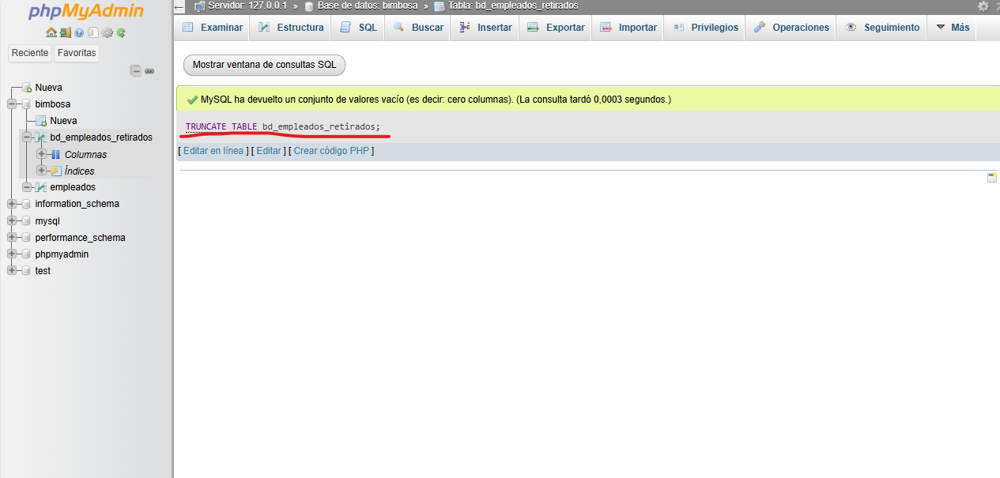 phpMyAdmin
Reciente Favoritas
Nueva
bimbosa
Nueva
bd_empleados_retirados
Columnas
Índices
empleados
information_schema
mysql
performance_schema
phpmyadmin
test
← Servidor: 127.0.0.1 » Base de datos: bimbosa » Tabla: bd_empleados_retirados
Examinar Estructura SQL Buscar Insertar Exportar Importar Privilegios Operaciones Seguimiento Más
Mostrar ventana de consultas SQL
MySQL ha devuelto un conjunto de valores vacío (es decir: cero columnas). (La consulta tardó 0,0003 segundos.)
TRUNCATE TABLE bd_empleados_retirados;
[ Editar en línea ] [ Editar ] [ Crear código PHP ]